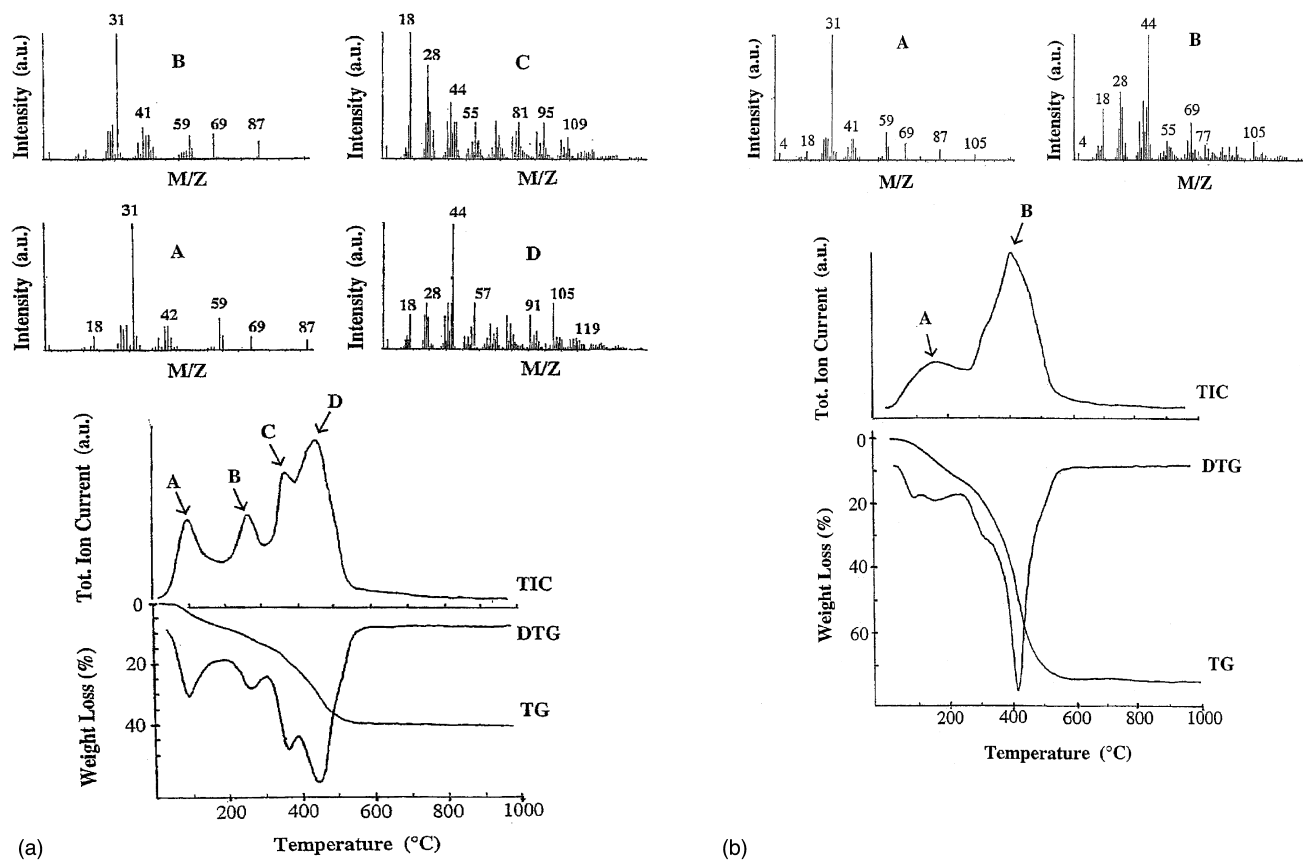 31
B
41
59
69
87
Intensity (a.u.)
M/Z
18
28
44
C
55
81
95
109
Intensity (a.u.)
M/Z
31
A
18
42
59
69
87
Intensity (a.u.)
M/Z
44
D
18
28
57
91
105
119
Intensity (a.u.)
M/Z
A
B
C
D
Tot. Ion Current (a.u.)
TIC
0
DTG
20
TG
40
Weight Loss (%)
200
400
600
800
1000
Temperature (°C)
(a)
31
A
4
18
41
59
69
87
105
Intensity (a.u.)
M/Z
44
B
4
18
28
55
69
77
105
Intensity (a.u.)
M/Z
B
A
Tot. Ion Current (a.u.)
TIC
0
DTG
20
40
60
Weight Loss (%)
TG
200
400
600
800
1000
Temperature (°C)
(b)